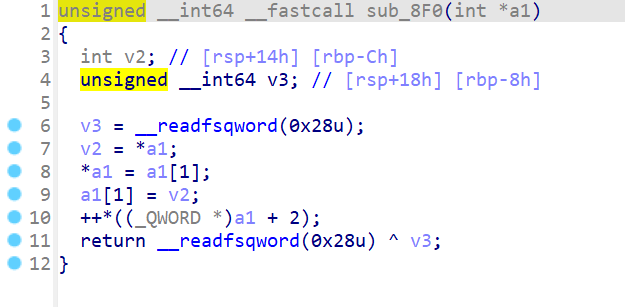 1 unsigned __int64 __fastcall sub_8F0(int *a1)
2 {
3 int v2; // [rsp+14h] [rbp-Ch]
4 unsigned __int64 v3; // [rsp+18h] [rbp-8h]
5
6 v3 = __readfsqword(0x28u);
7 v2 = *a1;
8 *a1 = a1[1];
9 a1[1] = v2;
10 ++*((_QWORD *)a1 + 2);
11 return __readfsqword(0x28u) ^ v3;
12 }